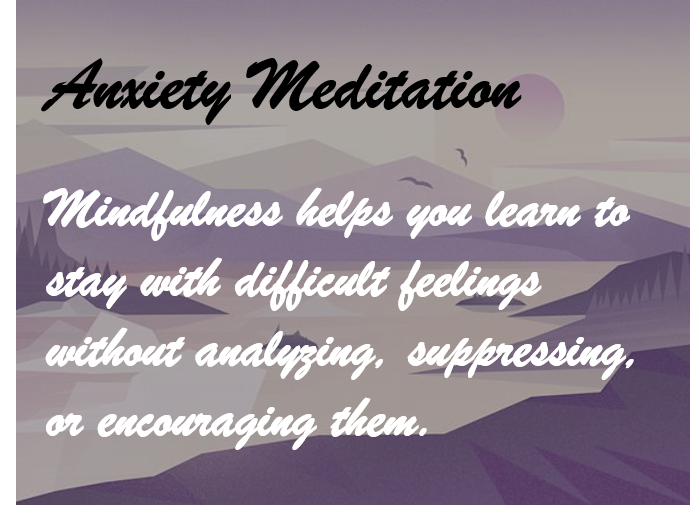 Anxiety Meditation
Mindfulness helps you learn to
stay with difficult feelings
without analyzing, suppressing,
or encouraging them.